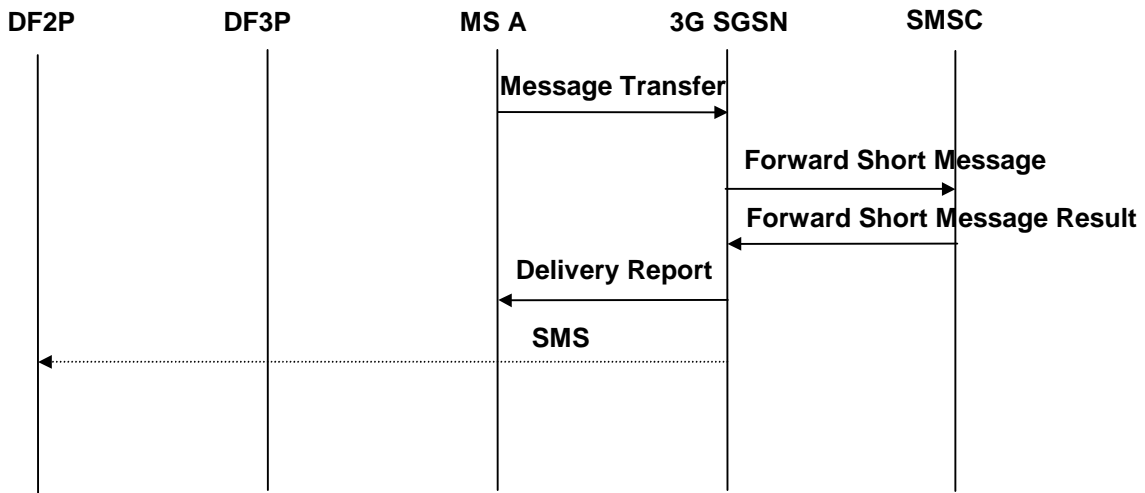 DF2P DF3P MS A 3G SGSN SMSC
Message Transfer
Forward Short Message
Forward Short Message Result
Delivery Report
SMS